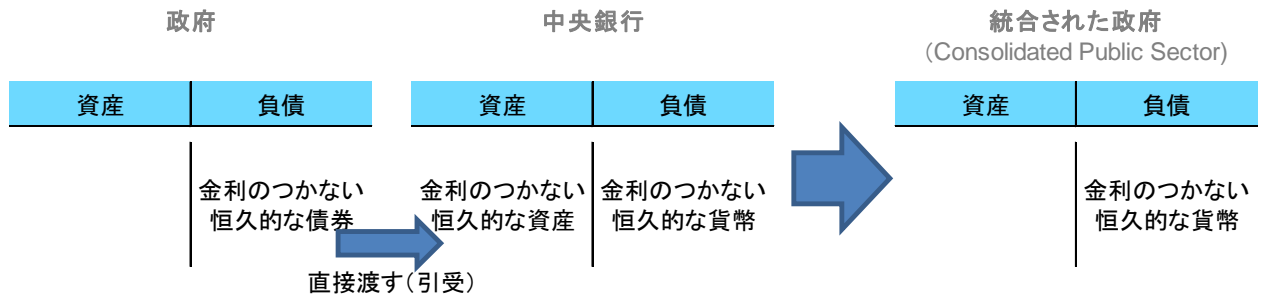 政府
中央銀行
統合された政府
（Consolidated Public Sector)
資産
負債
資産
負債
資産
負債
金利のつかない
恒久的な債券
金利のつかない
恒久的な資産
金利のつかない
恒久的な貨幣
金利のつかない
恒久的な貨幣
直接渡す（引受）